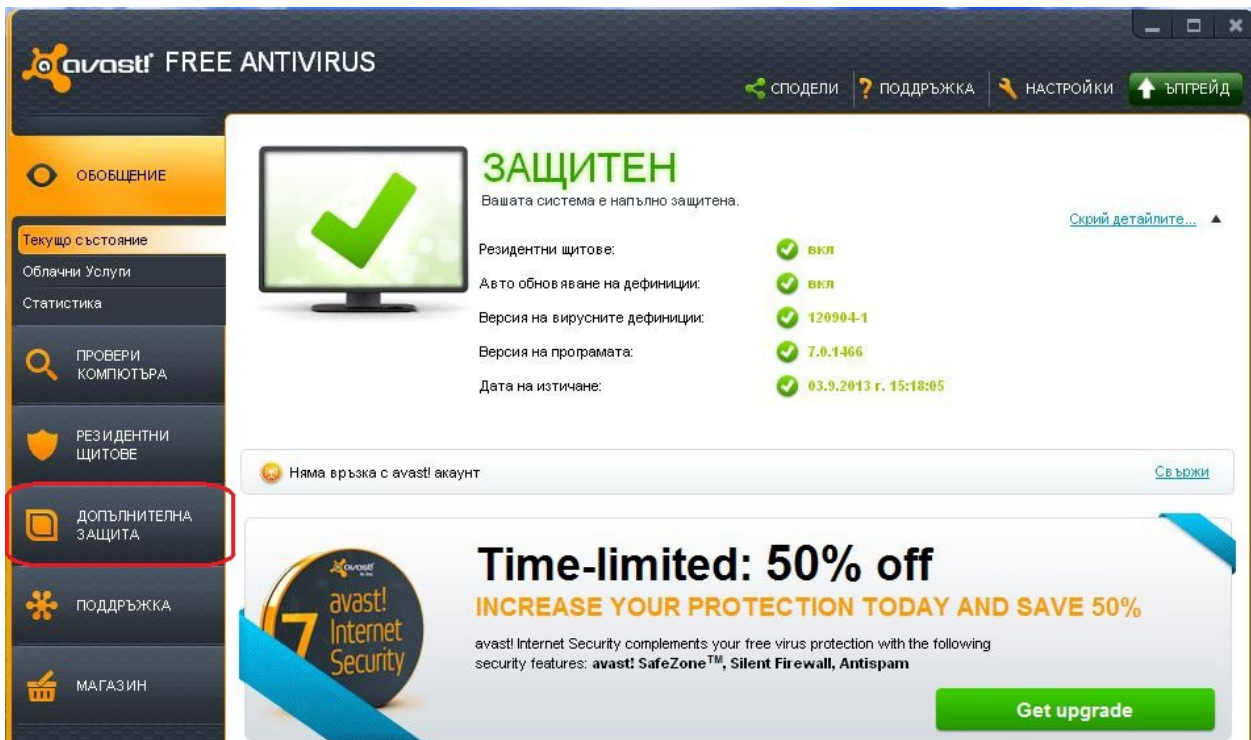 avast! FREE ANTIVIRUS
СПОДЕЛИ ? ПОДДРЪЖКА НАСТРОЙКИ ЪПГРЕЙД
ОБОБЩЕНИЕ
Текущо състояние
Облачни Услуги
Статистика
ПРОВЕРИ
КОМПЮТЪРА
РЕЗИДЕНТНИ
ЩИТОВЕ
ДОПЪЛНИТЕЛНА
ЗАЩИТА
ПОДДРЪЖКА
МАГАЗИН
ЗАЩИТЕН
Вашата система е напълно защитена.
Скрий детайлите...
Резидентни щитове: вкл
Авто обновяване на дефиниции: вкл
Версия на вирусните дефиниции: 120904-1
Версия на програмата: 7.0.1466
Дата на изтичане: 03.9.2013 г. 15:18:05
Няма връзка с avast! акаунт Свържи
avast!
avast!
7 Internet
Security
Time-limited: 50% off
INCREASE YOUR PROTECTION TODAY AND SAVE 50%
avast! Internet Security complements your free virus protection with the following
security features: avast! SafeZone™, Silent Firewall, Antispam
Get upgrade